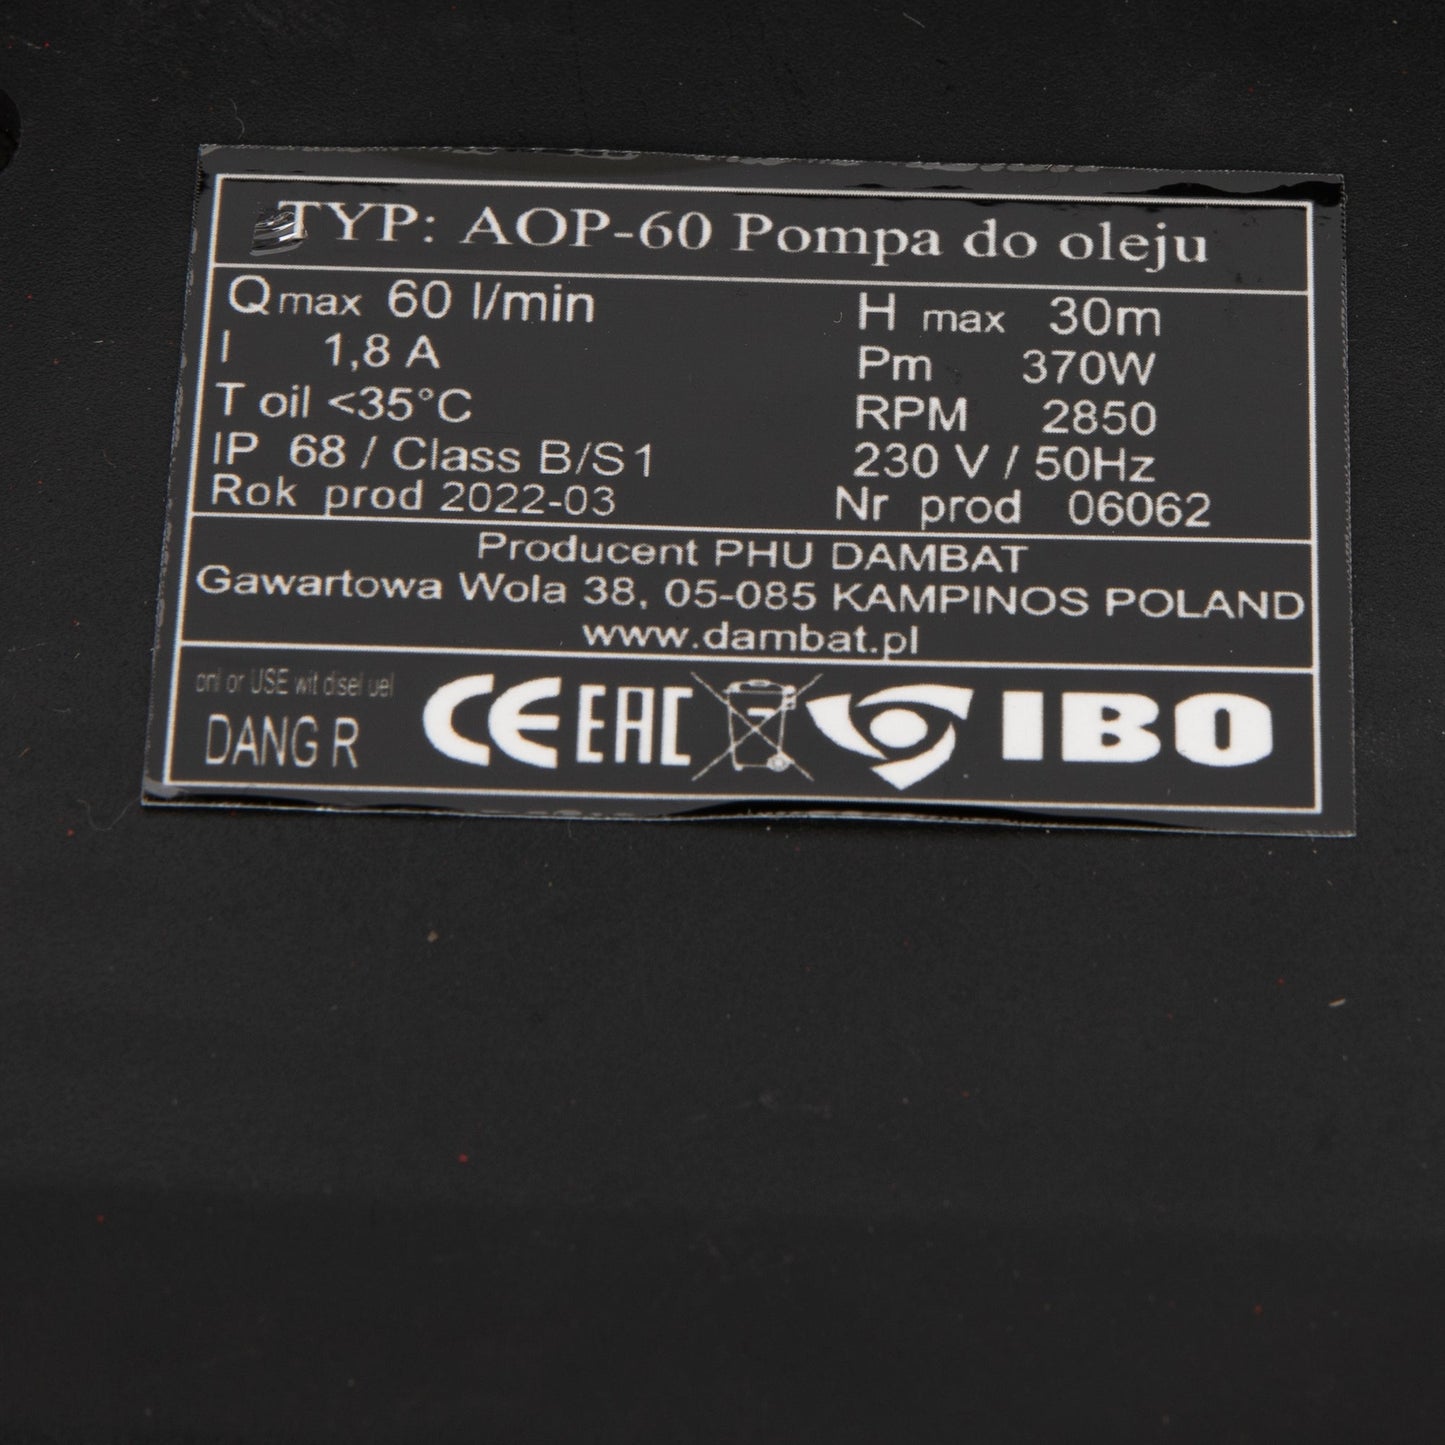 TYP: AOP-60 Pompa do oleju
Q max 60 l/min H max 30m
I 1,8 A Pm 370W
T oil <35°C RPM 2850
IP 68 / Class B/S1 230 V / 50Hz
Rok prod 2022-03 Nr prod 06062
Producent PHU DAMBAT
Gawartowa Wola 38, 05-085 KAMPINOS POLAND
www.dambat.pl
onl or USE wit disel uel
DANG R
CE EAC IBO